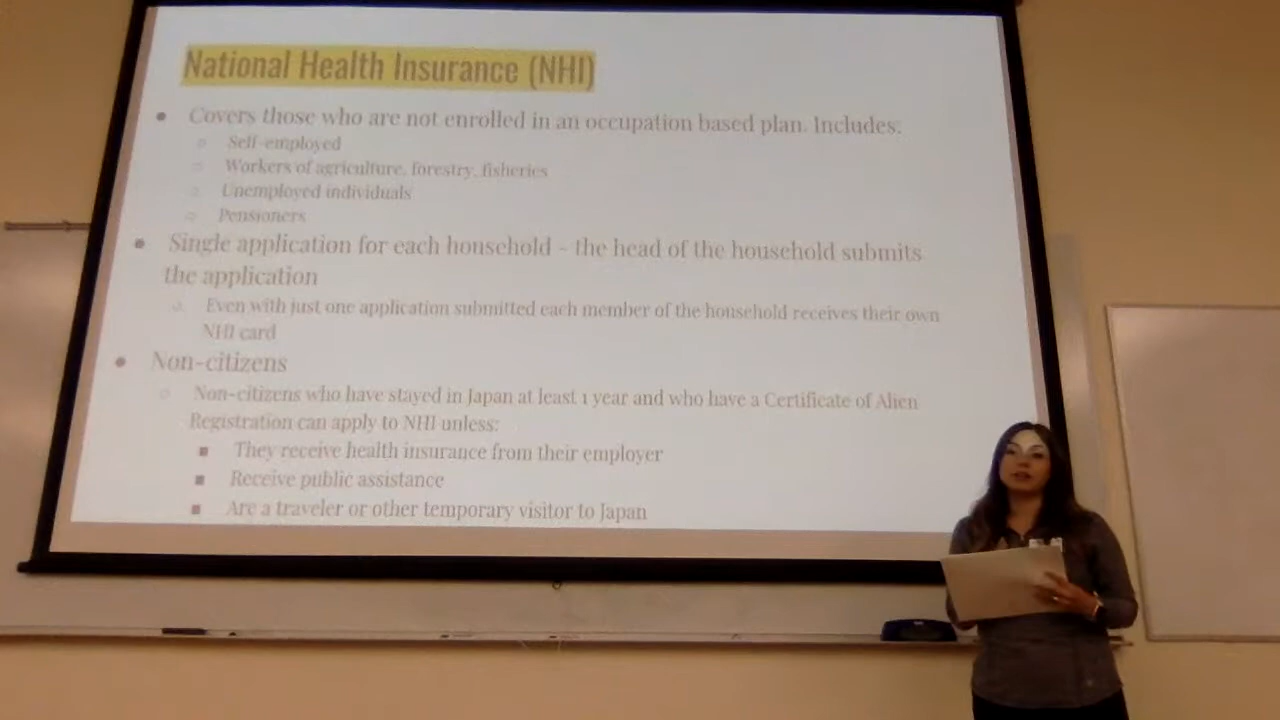 National Health Insurance (NHI)
Covers those who are not enrolled in an occupation based plan. Includes:
Self-employed
Workers of agriculture, forestry, fisheries
Unemployed individuals
Pensioners
Single application for each household - the head of the household submits
the application
Even with just one application submitted each member of the household receives their own
NHI card
Non-citizens
Non-citizens who have stayed in Japan at least 1 year and who have a Certificate of Alien
Registration can apply to NHI unless:
They receive health insurance from their employer
Receive public assistance
Are a traveler or other temporary visitor to Japan